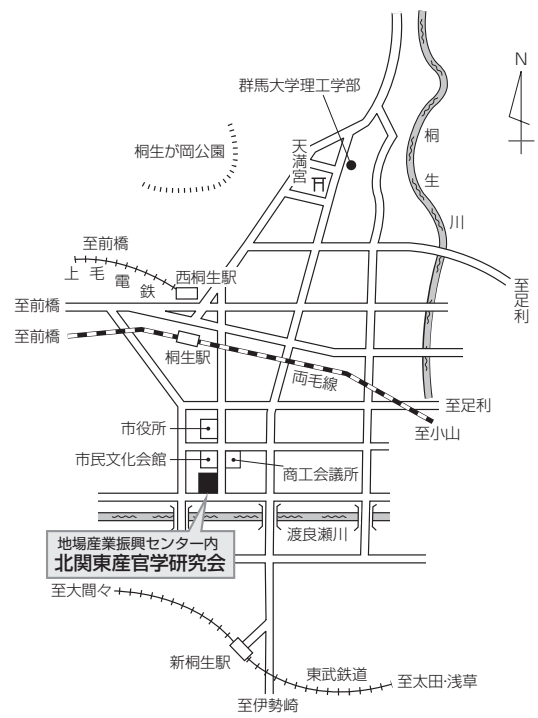 N
群馬大学理工学部
桐生川
天満宮
桐生が岡公園
至前橋
上毛電鉄
西桐生駅
至足利
至前橋
至前橋
桐生駅
両毛線
至足利
市役所
至小山
市民文化会館
商工会議所
渡良瀬川
地場産業振興センター内
北関東産官学研究会
至大間々
新桐生駅
東武鉄道
至太田・浅草
至伊勢崎